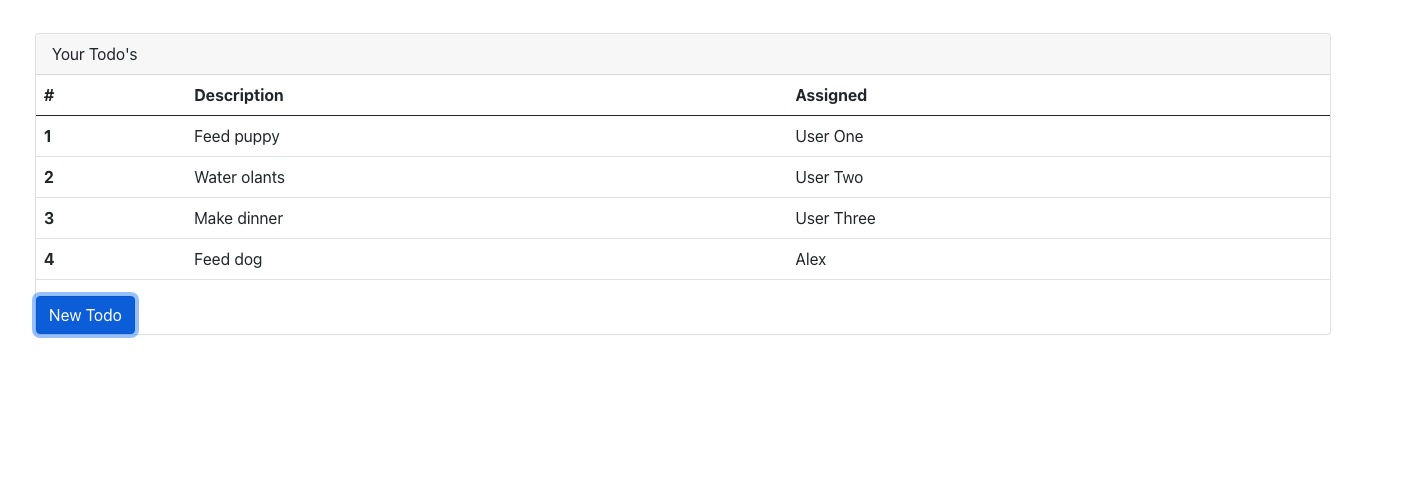 Your Todo's
# Description Assigned
1 Feed puppy User One
2 Water olants User Two
3 Make dinner User Three
4 Feed dog Alex
New Todo